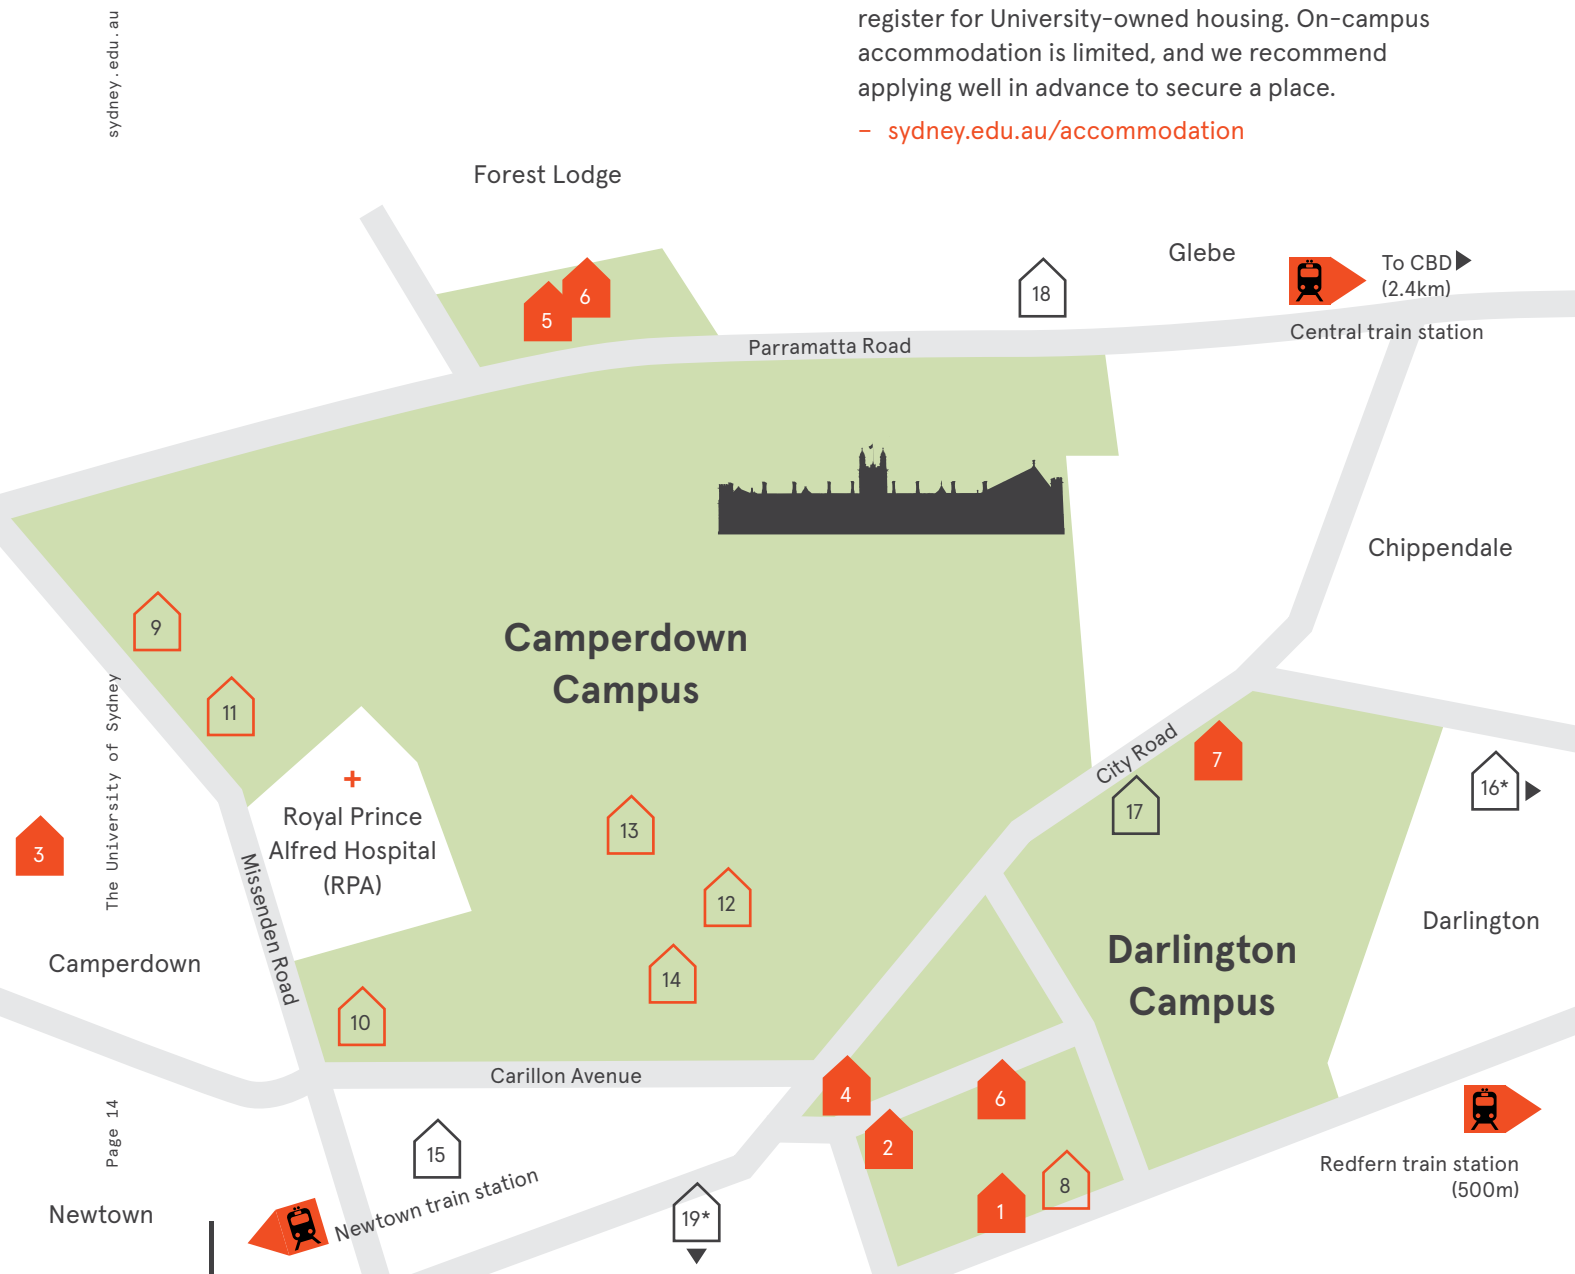 sydney.edu.au
register for University-owned housing. On-campus
accommodation is limited, and we recommend
applying well in advance to secure a place.
– sydney.edu.au/accommodation
Forest Lodge
Glebe
To CBD
(2.4km)
6
18
5
Central train station
Parramatta Road
Chippendale
9
Camperdown
Campus
11
The University of Sydney
City Road
7
16*
17
Royal Prince
Alfred Hospital
(RPA)
13
3
Missenden Road
12
Darlington
Darlington
Campus
Camperdown
14
10
Carillon Avenue
4
6
Page 14
15
2
Redfern train station
(500m)
8
Newtown train station
Newtown
19*
1